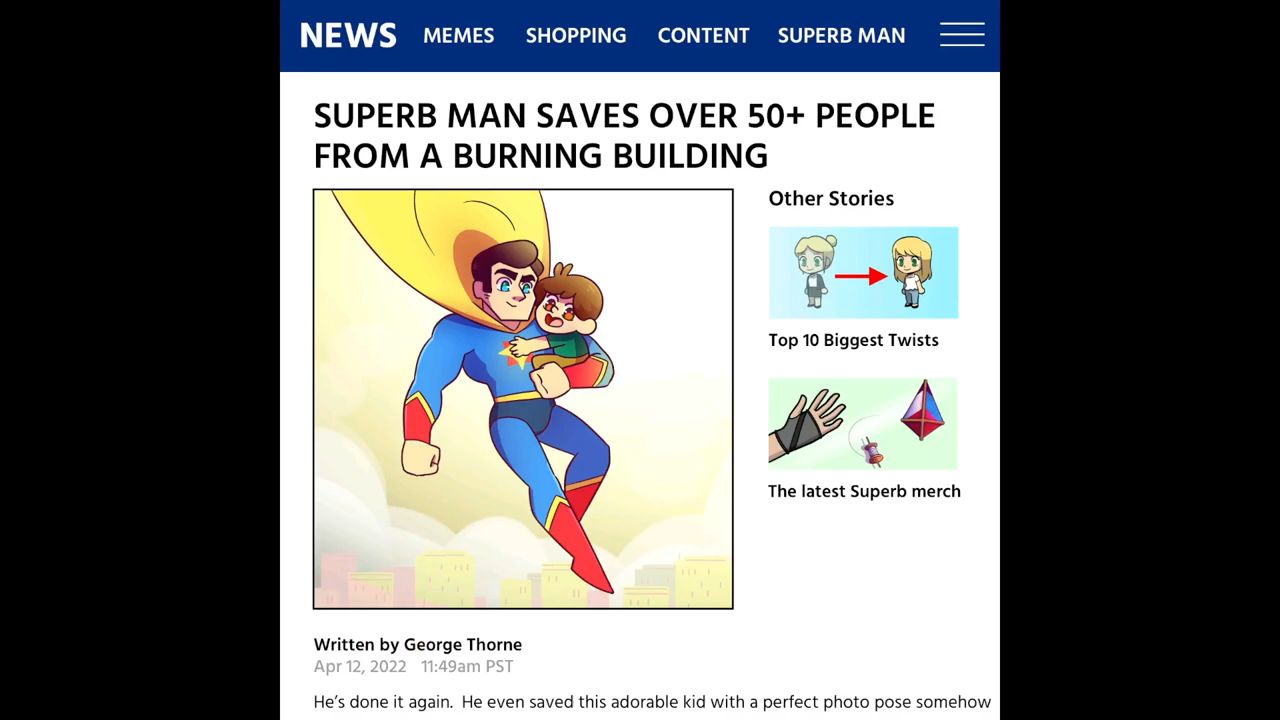 NEWS MEMES SHOPPING CONTENT SUPERB MAN
SUPERB MAN SAVES OVER 50+ PEOPLE
FROM A BURNING BUILDING
Other Stories
Top 10 Biggest Twists
The latest Superb merch
Written by George Thorne
Apr 12, 2022 11:49am PST
He's done it again. He even saved this adorable kid with a perfect photo pose somehow